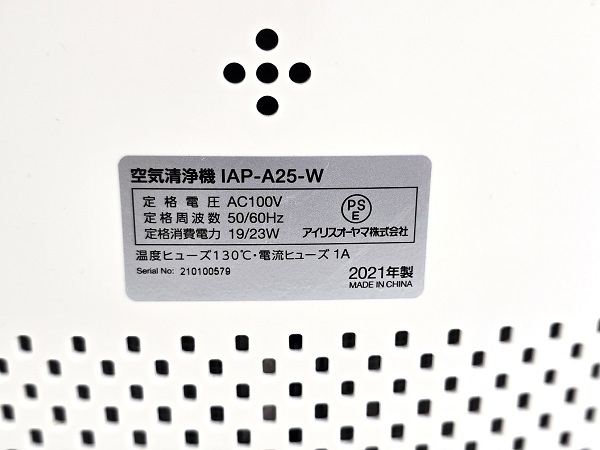 空気清浄機 IAP-A25-W
定格電圧 AC100V
定格周波数 50/60Hz
定格消費電力 19/23W
PS
E
アイリスオーヤマ株式会社
温度ヒューズ130℃・電流ヒューズ1A
Serial No: 210100579
2021年製
MADE IN CHINA